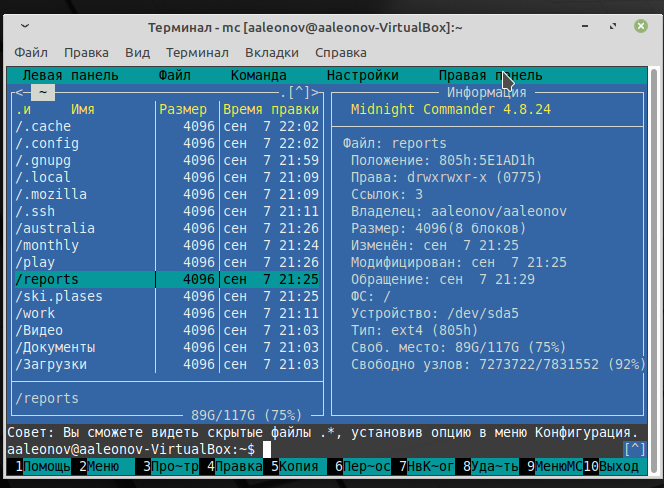 Терминал - mc [aaleonov@aaleonov-VirtualBox]:~
Файл Правка Вид Терминал Вкладки Справка
Левая панель Файл Команда Настройки Правая панель
<─ ~ .[^]> Информация
.и Имя Размер Время правки Midnight Commander 4.8.24
/.cache 4096 сен 7 22:02
/.config 4096 сен 7 22:02 Файл: reports
/.gnupg 4096 сен 7 21:59 Положение: 805h:5E1AD1h
/.local 4096 сен 7 21:09 Права: drwxrwxr-x (0775)
/.mozilla 4096 сен 7 21:09 Ссылок: 3
/.ssh 4096 сен 7 21:11 Владелец: aaleonov/aaleonov
/australia 4096 сен 7 21:26 Размер: 4096(8 блоков)
/monthly 4096 сен 7 21:24 Изменён: сен 7 21:25
/play 4096 сен 7 21:26 Модифицирован: сен 7 21:25
/reports 4096 сен 7 21:25 Обращение: сен 7 21:29
/ski.plases 4096 сен 7 21:25 ФС: /
/work 4096 сен 7 21:11 Устройство: /dev/sda5
/Видео 4096 сен 7 21:03 Тип: ext4 (805h)
/Документы 4096 сен 7 21:03 Своб. место: 89G/117G (75%)
/Загрузки 4096 сен 7 21:03 Свободно узлов: 7273722/7831552 (92%)
/reports
89G/117G (75%)
Совет: Вы сможете видеть скрытые файлы .*, установив опцию в меню Конфигурация.
aaleonov@aaleonov-VirtualBox:~$ [^]
1Помощь 2Меню 3Про~тр 4Правка 5Копия 6Пер~ос 7НвК~ог 8Уда~ть 9МенюМС 10Выход